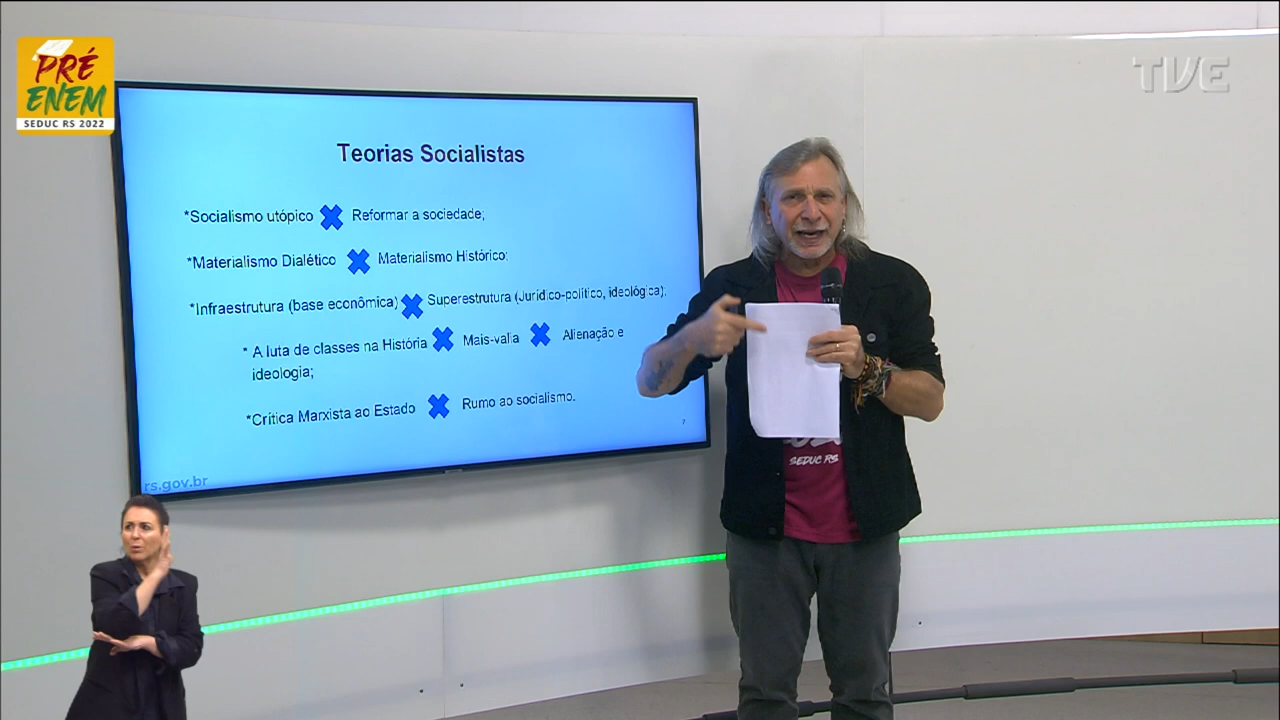 PRÉ
ENEM
SEDUC RS 2022
TVE
Teorias Socialistas
*Socialismo utópico ✖ Reformar a sociedade;
*Materialismo Dialético ✖ Materialismo Histórico;
*Infraestrutura (base econômica) ✖ Superestrutura (Jurídico-político, ideológica);
* A luta de classes na História ✖ Mais-valia ✖ Alienação e
ideologia;
*Crítica Marxista ao Estado ✖ Rumo ao socialismo.
7
rs.gov.br
SEDUC RS